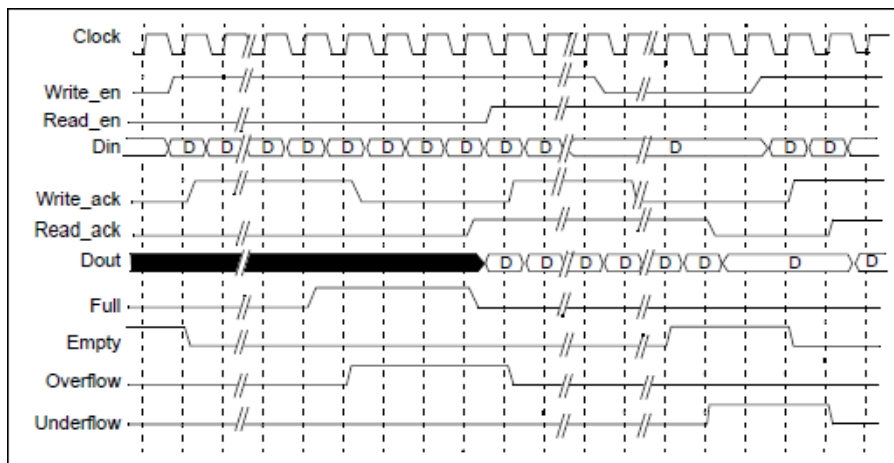 Clock
Write_en
Read_en
Din D D D D D D D D D D D D D
Write_ack
Read_ack
Dout D D D D D D D D
Full
Empty
Overflow
Underflow